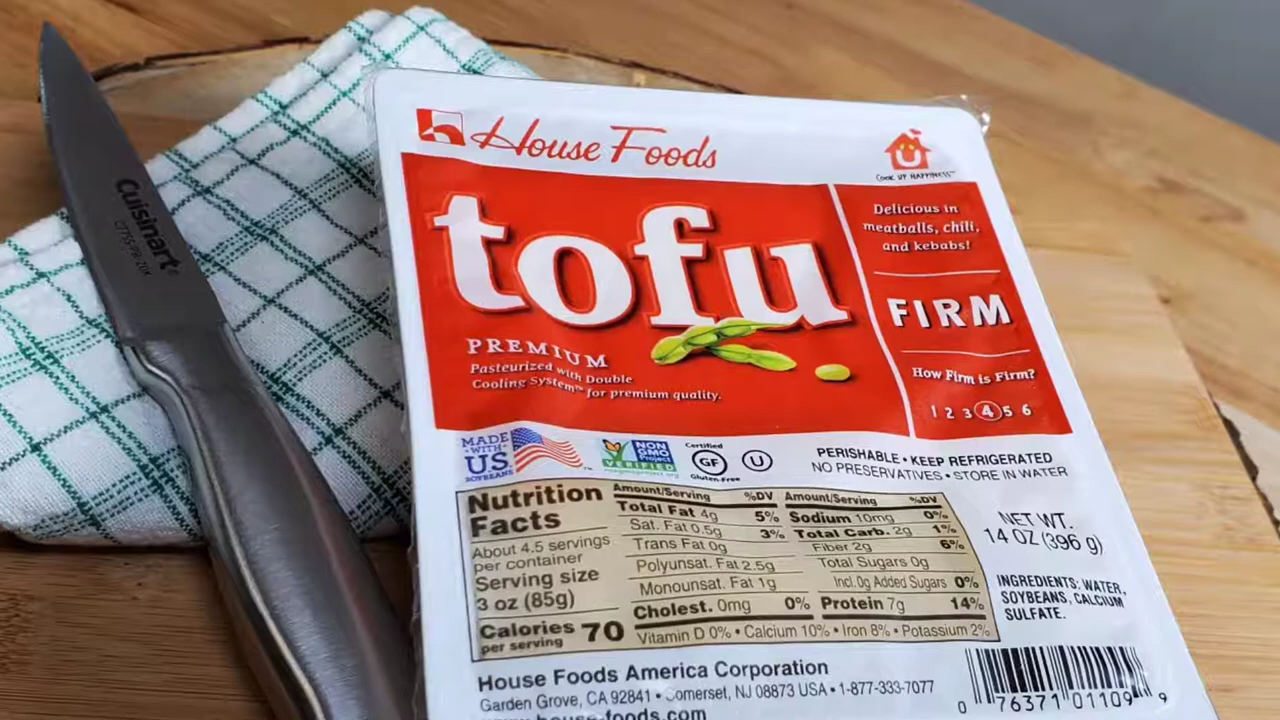 Cuisinart
House Foods
COOK UP HAPPINESS™
tofu
Delicious in
meatballs, chili,
and kebabs!
FIRM
How Firm is Firm?
1 2 3 4 5 6
PREMIUM
Pasteurized with Double
Cooling System™ for premium quality.
MADE
WITH
U.S.
SOYBEANS
NON
GMO
Project
VERIFIED
nongmoproject.org
Certified
GF
Gluten-Free
U
PERISHABLE • KEEP REFRIGERATED
NO PRESERVATIVES • STORE IN WATER
Nutrition
Facts
About 4.5 servings
per container
Serving size
3 oz (85g)
Calories 70
per serving
Amount/Serving %DV
Total Fat 4g 5%
Sat. Fat 0.5g 3%
Trans Fat 0g
Polyunsat. Fat 2.5g
Monounsat. Fat 1g
Cholest. 0mg 0%
Amount/Serving %DV
Sodium 10mg 0%
Total Carb. 2g 1%
Fiber 2g 6%
Total Sugars 0g
Incl. 0g Added Sugars 0%
Protein 7g 14%
Vitamin D 0% • Calcium 10% • Iron 8% • Potassium 2%
NET WT.
14 OZ (396 g)
INGREDIENTS: WATER,
SOYBEANS, CALCIUM
SULFATE.
House Foods America Corporation
Garden Grove, CA 92841 • Somerset, NJ 08873 USA • 1-877-333-7077
www.house-foods.com
0 76371 01109 9